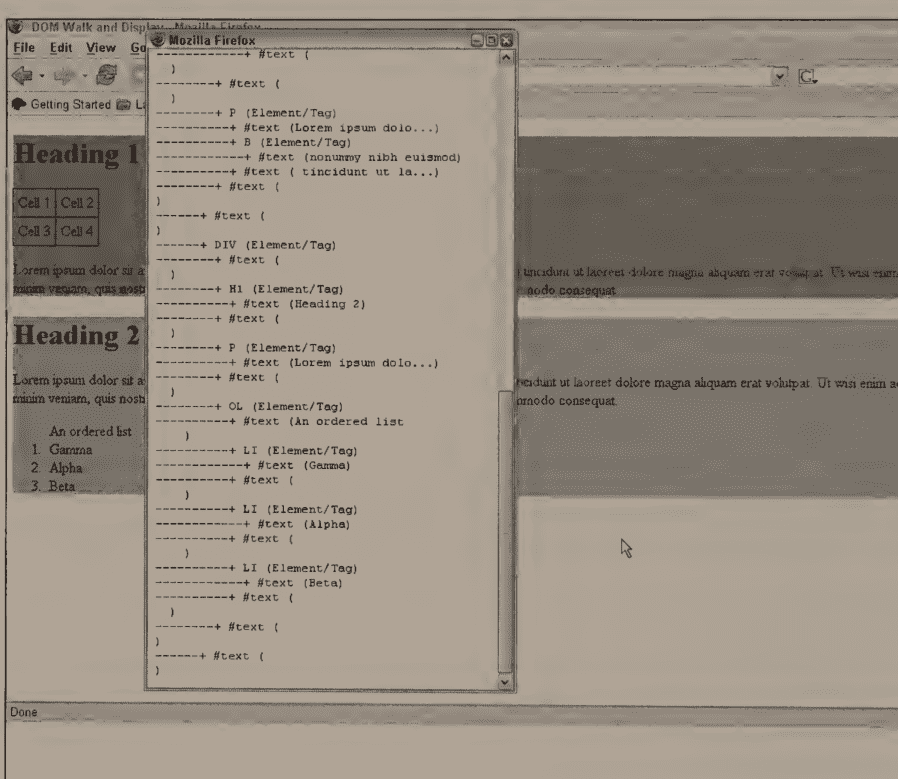 DOM Walk and Display - Mozilla Firefox
File Edit View Go
Getting Started
Heading 1
Cell 1 Cell 2
Cell 3 Cell 4
Lorem ipsum dolor sit a
minim veniam, quis nost
tincidunt ut laoreet dolore magna aliquam erat volutpat. Ut wisi enim
modo consequat
Heading 2
Lorem ipsum dolor sit a
minim veniam, quis nost
ncidunt ut laoreet dolore magna aliquam erat volutpat. Ut wisi enim a
mmodo consequat.
An ordered list
1. Gamma
2. Alpha
3. Beta
Done
Mozilla Firefox
------------+ #text (
)
--------+ #text (
)
--------+ P (Element/Tag)
----------+ #text (Lorem ipsum dolo...)
----------+ B (Element/Tag)
------------+ #text (nonummy nibh euismod)
----------+ #text ( tincidunt ut la...)
--------+ #text (
)
------+ #text (
)
------+ DIV (Element/Tag)
--------+ #text (
)
--------+ H1 (Element/Tag)
----------+ #text (Heading 2)
--------+ #text (
)
--------+ P (Element/Tag)
----------+ #text (Lorem ipsum dolo...)
--------+ #text (
)
--------+ OL (Element/Tag)
----------+ #text (An ordered list
)
----------+ LI (Element/Tag)
------------+ #text (Gamma)
----------+ #text (
)
----------+ LI (Element/Tag)
------------+ #text (Alpha)
----------+ #text (
)
----------+ LI (Element/Tag)
------------+ #text (Beta)
----------+ #text (
)
--------+ #text (
)
------+ #text (
)